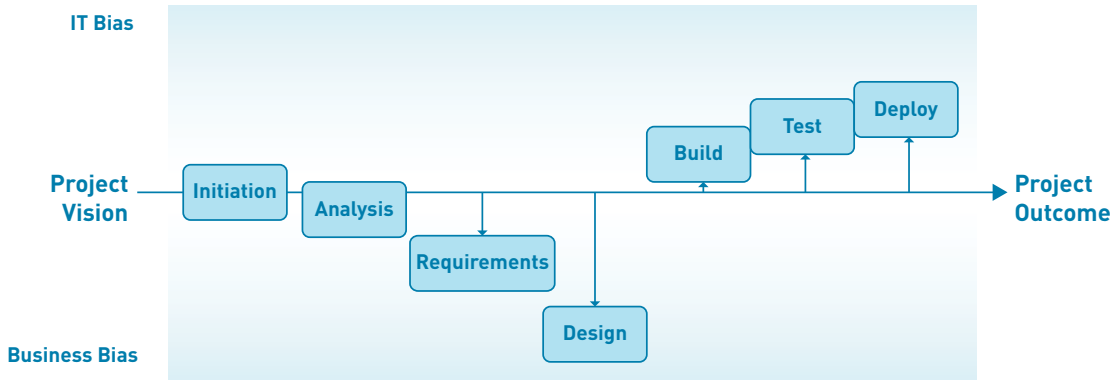 IT Bias
Deploy
Test
Build
Project
Vision
Initiation
Analysis
Requirements
Design
Project
Outcome
Business Bias